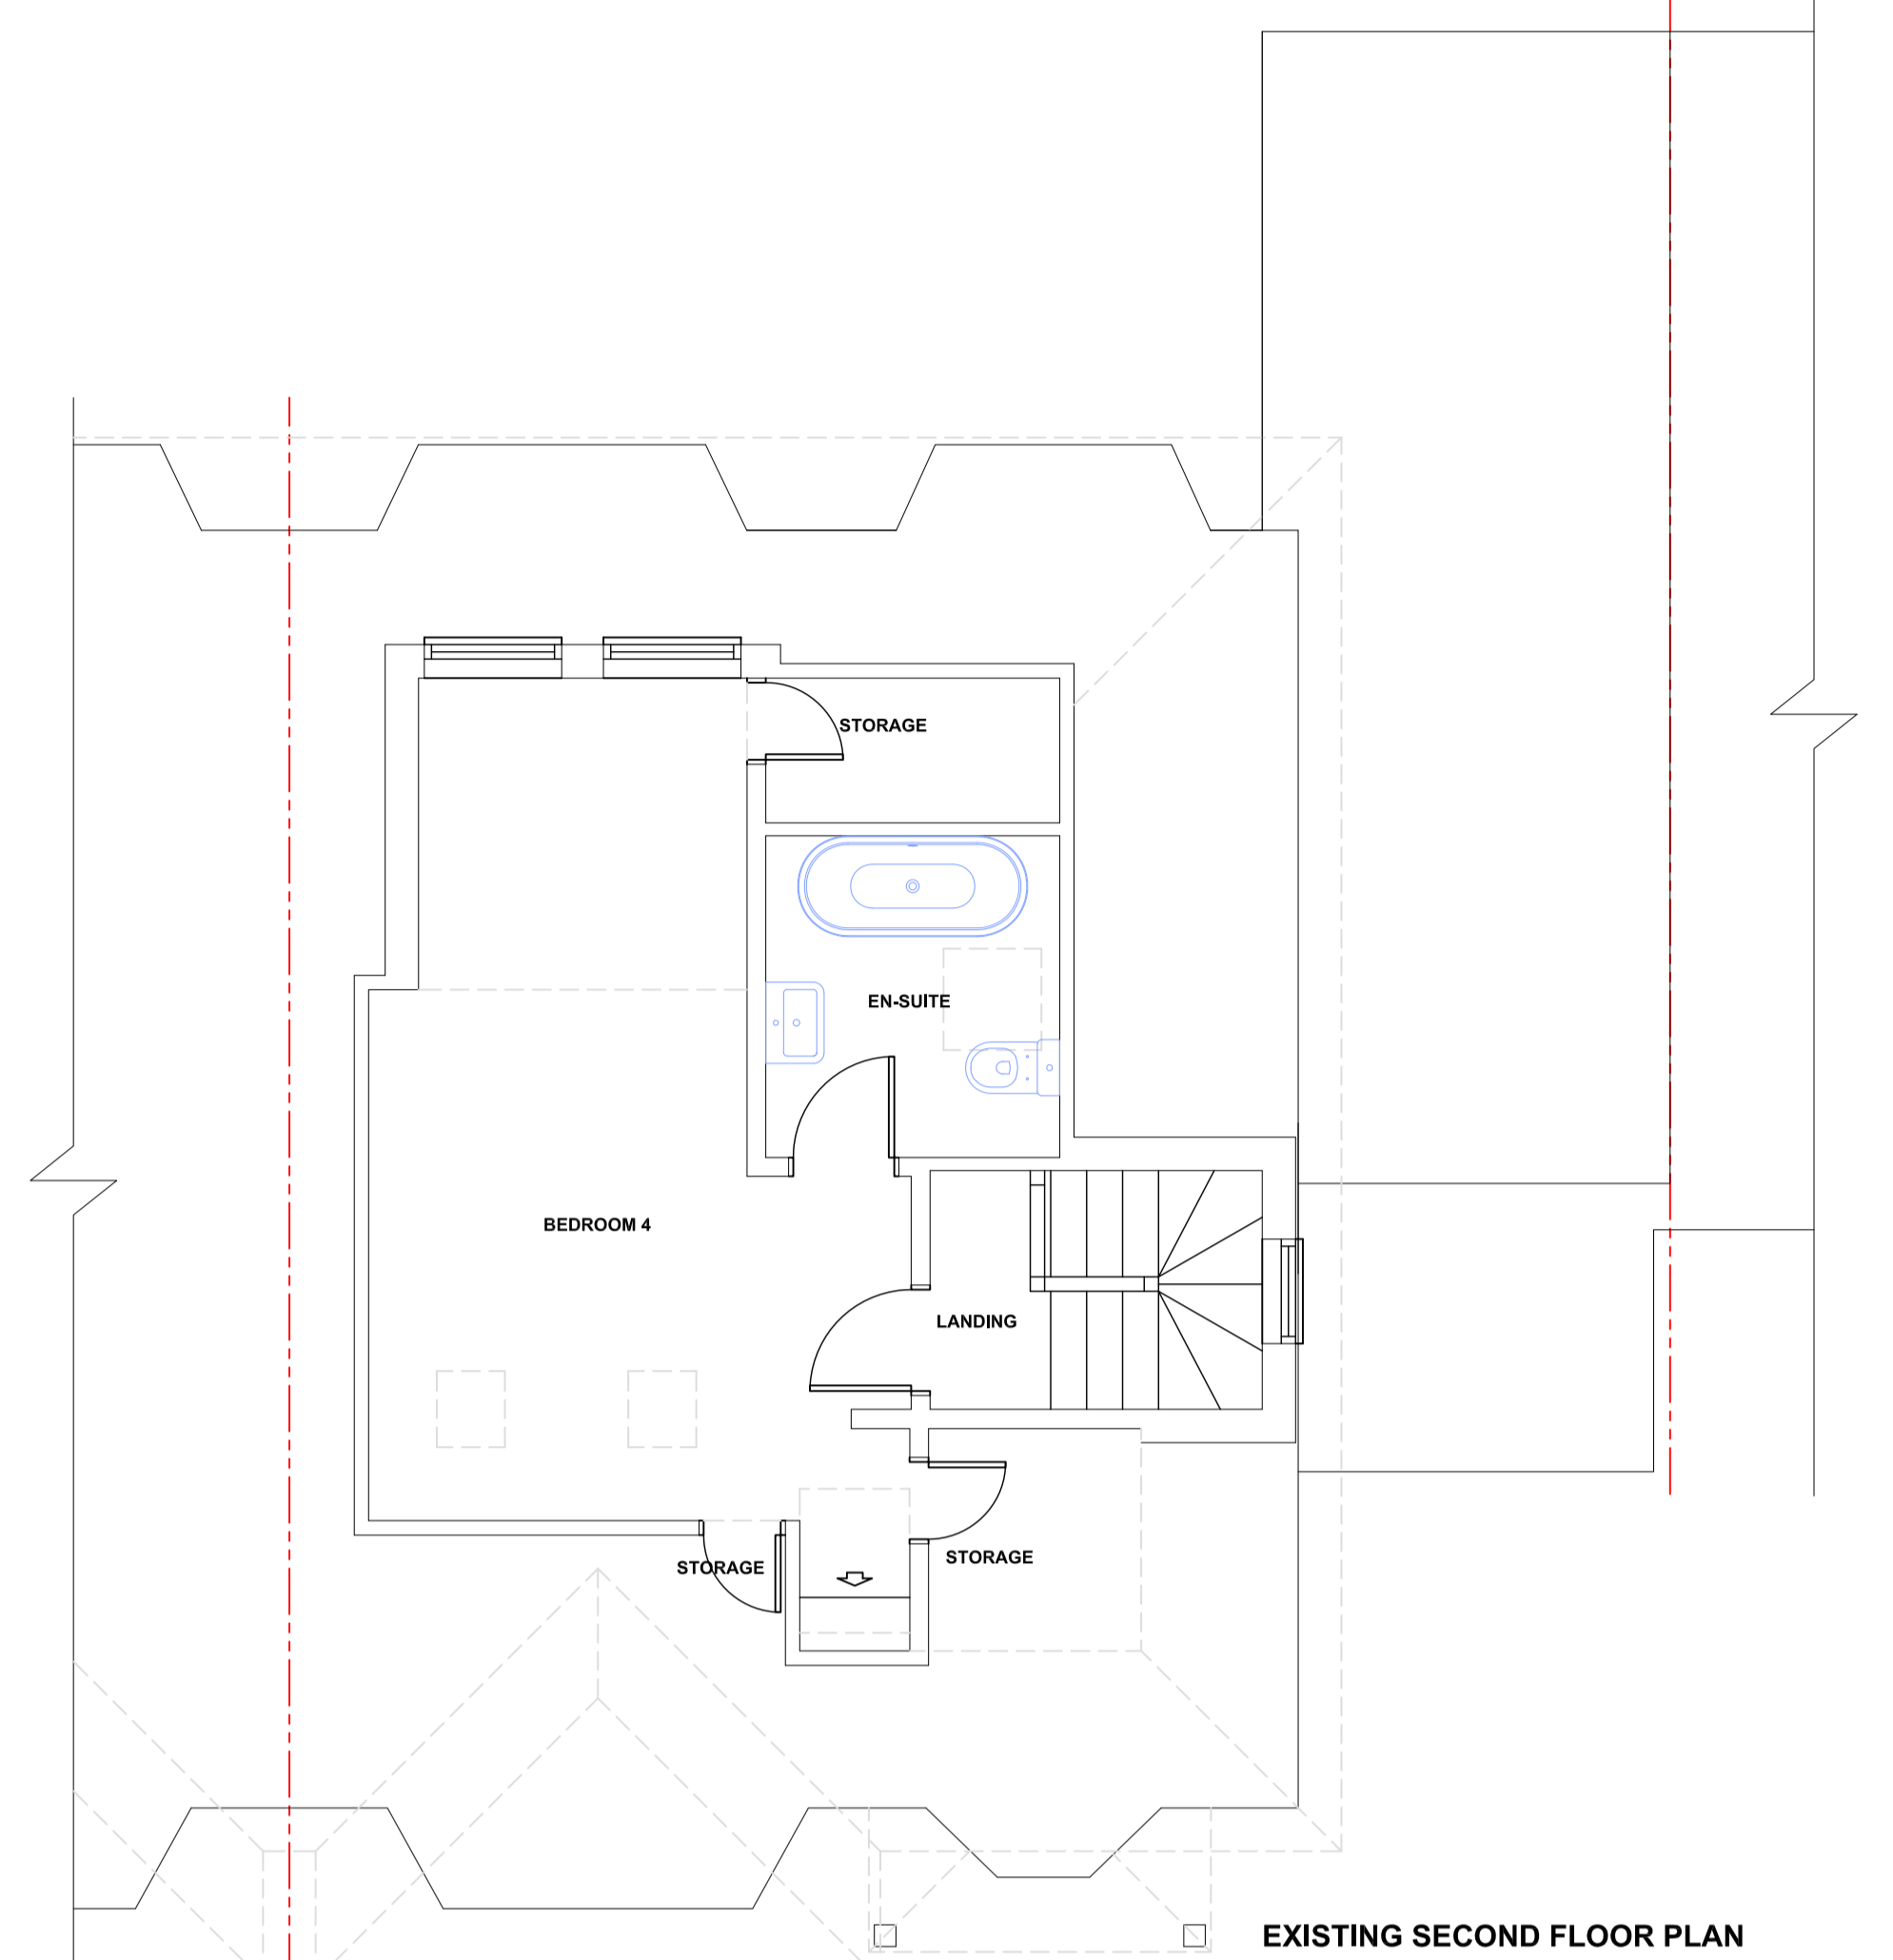 STORAGE
EN-SUITE
BEDROOM 4
LANDING
STORAGE
STORAGE
EXISTING SECOND FLOOR PLAN